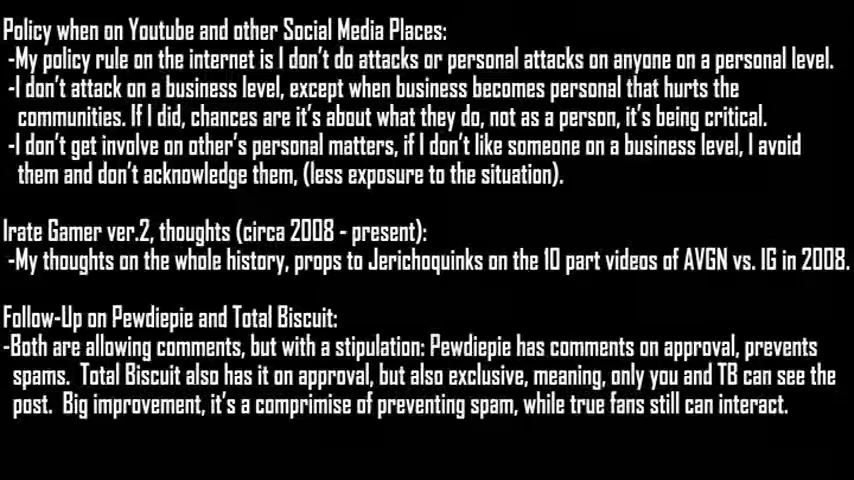 Policy when on Youtube and other Social Media Places:
-My policy rule on the internet is I don't do attacks or personal attacks on anyone on a personal level.
-I don't attack on a business level, except when business becomes personal that hurts the
communities. If I did, chances are it's about what they do, not as a person, it's being critical.
-I don't get involve on other's personal matters, if I don't like someone on a business level, I avoid
them and don't acknowledge them, (less exposure to the situation).
Irate Gamer ver.2, thoughts (circa 2008 - present):
-My thoughts on the whole history, props to Jerichoquinks on the 10 part videos of AVGN vs. IG in 2008.
Follow-Up on Pewdiepie and Total Biscuit:
-Both are allowing comments, but with a stipulation: Pewdiepie has comments on approval, prevents
spams. Total Biscuit also has it on approval, but also exclusive, meaning, only you and TB can see the
post. Big improvement, it's a comprimise of preventing spam, while true fans still can interact.